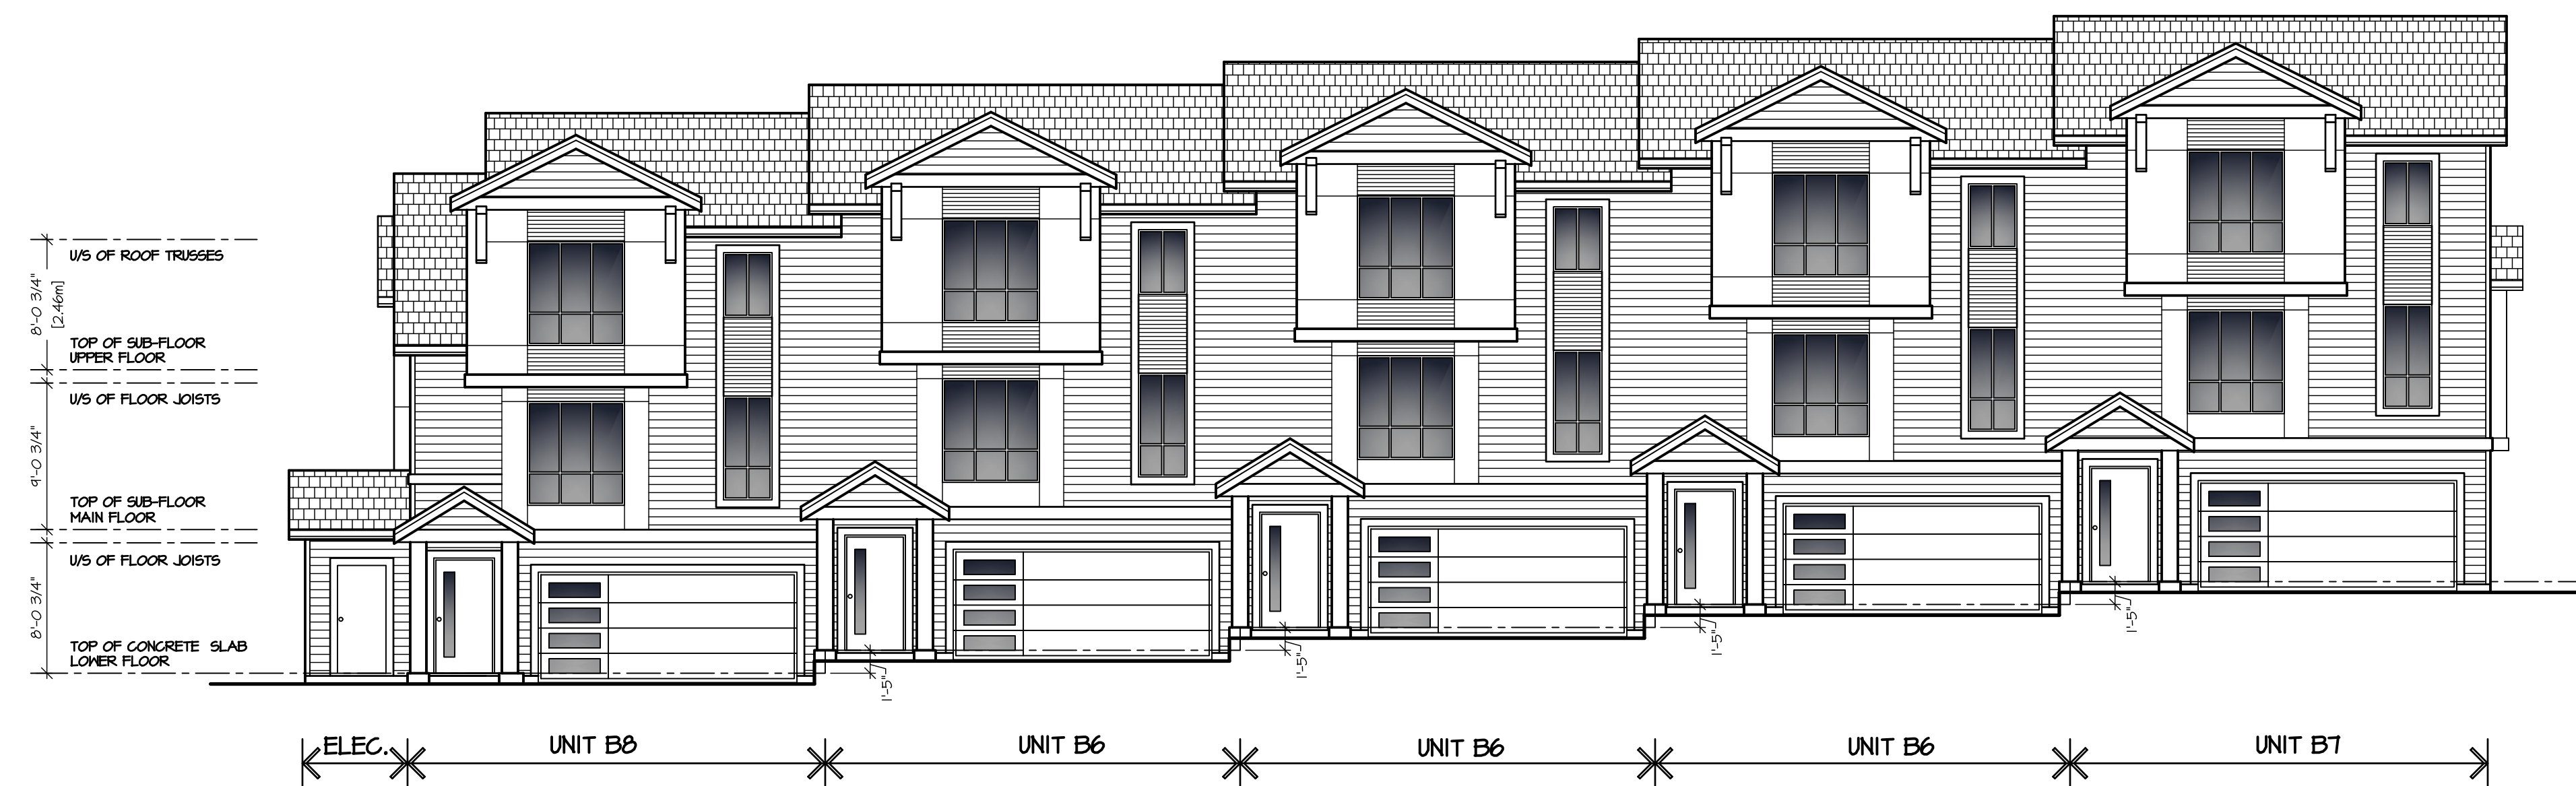 U/S OF ROOF TRUSSES
8'-0 3/4"
[2.46m]
TOP OF SUB-FLOOR
UPPER FLOOR
U/S OF FLOOR JOISTS
9'-0 3/4"
TOP OF SUB-FLOOR
MAIN FLOOR
U/S OF FLOOR JOISTS
8'-0 3/4"
TOP OF CONCRETE SLAB
LOWER FLOOR
1'-5"
1'-5"
1'-5"
1'-5"
ELEC.
UNIT B8
UNIT B6
UNIT B6
UNIT B6
UNIT B7